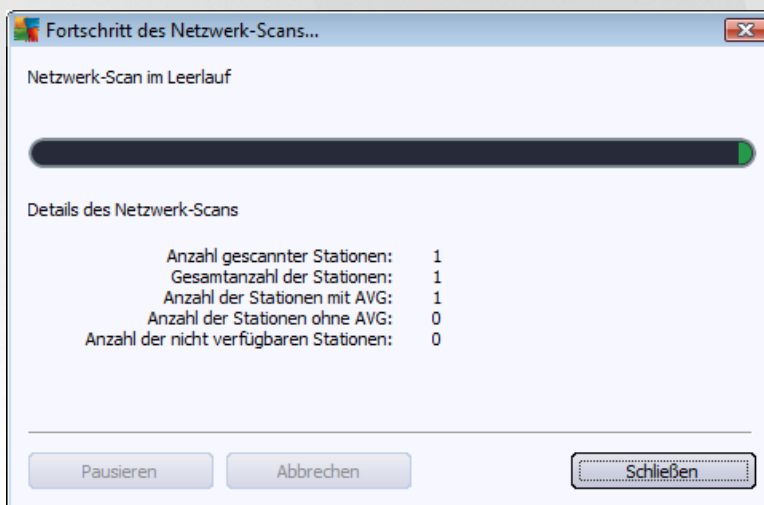 Fortschritt des Netzwerk-Scans...
Netzwerk-Scan im Leerlauf
Details des Netzwerk-Scans
Anzahl gescannter Stationen: 1
Gesamtanzahl der Stationen: 1
Anzahl der Stationen mit AVG: 1
Anzahl der Stationen ohne AVG: 0
Anzahl der nicht verfügbaren Stationen: 0
Pausieren Abbrechen Schließen